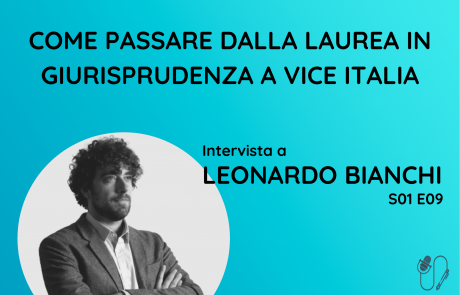 COME PASSARE DALLA LAUREA IN
GIURISPRUDENZA A VICE ITALIA
Intervista a
LEONARDO BIANCHI
S01 E09